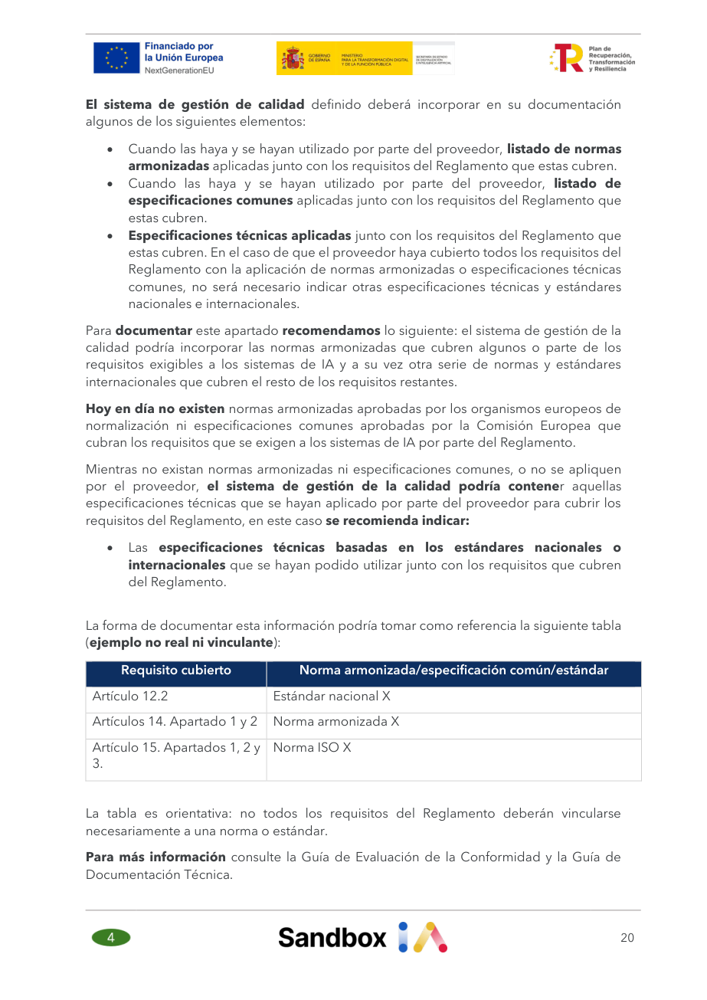 Financiado por
la Unión Europea
NextGenerationEU
GOBIERNO
DE ESPAÑA
MINISTERIO
PARA LA TRANSFORMACIÓN DIGITAL
Y DE LA FUNCIÓN PÚBLICA
SECRETARÍA DE ESTADO
DE DIGITALIZACIÓN
E INTELIGENCIA ARTIFICIAL
Plan de
Recuperación,
Transformación
y Resiliencia
El sistema de gestión de calidad definido deberá incorporar en su documentación
algunos de los siguientes elementos:
• Cuando las haya y se hayan utilizado por parte del proveedor, listado de normas
armonizadas aplicadas junto con los requisitos del Reglamento que estas cubren.
• Cuando las haya y se hayan utilizado por parte del proveedor, listado de
especificaciones comunes aplicadas junto con los requisitos del Reglamento que
estas cubren.
• Especificaciones técnicas aplicadas junto con los requisitos del Reglamento que
estas cubren. En el caso de que el proveedor haya cubierto todos los requisitos del
Reglamento con la aplicación de normas armonizadas o especificaciones técnicas
comunes, no será necesario indicar otras especificaciones técnicas y estándares
nacionales e internacionales.
Para documentar este apartado recomendamos lo siguiente: el sistema de gestión de la
calidad podría incorporar las normas armonizadas que cubren algunos o parte de los
requisitos exigibles a los sistemas de IA y a su vez otra serie de normas y estándares
internacionales que cubren el resto de los requisitos restantes.
Hoy en día no existen normas armonizadas aprobadas por los organismos europeos de
normalización ni especificaciones comunes aprobadas por la Comisión Europea que
cubran los requisitos que se exigen a los sistemas de IA por parte del Reglamento.
Mientras no existan normas armonizadas ni especificaciones comunes, o no se apliquen
por el proveedor, el sistema de gestión de la calidad podría contener aquellas
especificaciones técnicas que se hayan aplicado por parte del proveedor para cubrir los
requisitos del Reglamento, en este caso se recomienda indicar:
• Las especificaciones técnicas basadas en los estándares nacionales o
internacionales que se hayan podido utilizar junto con los requisitos que cubren
del Reglamento.
La forma de documentar esta información podría tomar como referencia la siguiente tabla
(ejemplo no real ni vinculante):
Requisito cubierto Norma armonizada/especificación común/estándar
Artículo 12.2 Estándar nacional X
Artículos 14. Apartado 1 y 2 Norma armonizada X
Artículo 15. Apartados 1, 2 y Norma ISO X
3.
La tabla es orientativa: no todos los requisitos del Reglamento deberán vincularse
necesariamente a una norma o estándar.
Para más información consulte la Guía de Evaluación de la Conformidad y la Guía de
Documentación Técnica.
4 Sandbox iA 20